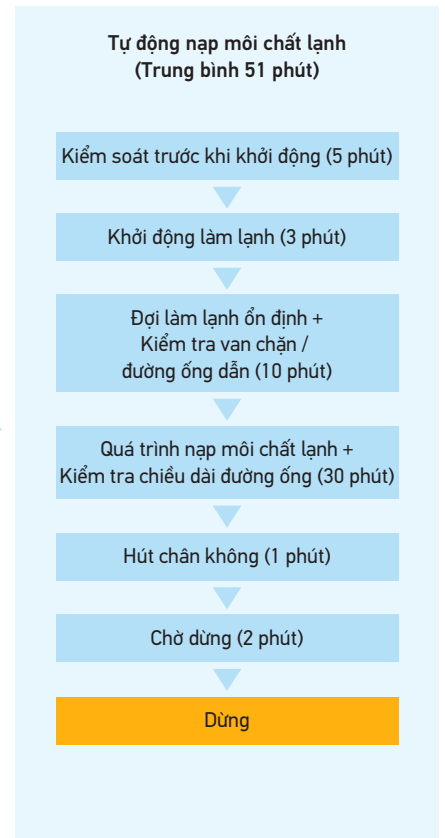 Tự động nạp môi chất lạnh
(Trung bình 51 phút)
Kiểm soát trước khi khởi động (5 phút)
Khởi động làm lạnh (3 phút)
Đợi làm lạnh ổn định +
Kiểm tra van chặn /
đường ống dẫn (10 phút)
Quá trình nạp môi chất lạnh +
Kiểm tra chiều dài đường ống (30 phút)
Hút chân không (1 phút)
Chờ dừng (2 phút)
Dừng